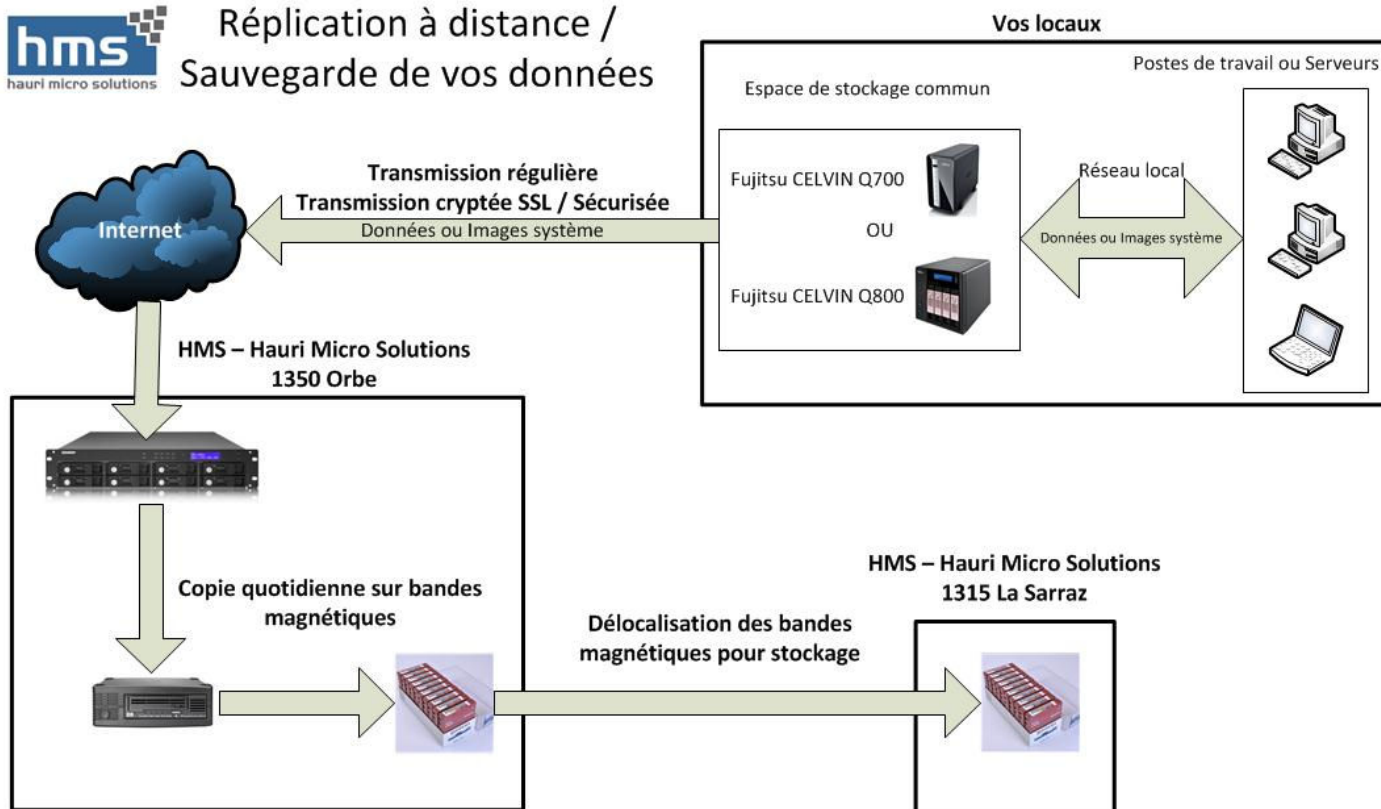 hms
hauri micro solutions
Réplication à distance /
Sauvegarde de vos données
Vos locaux
Postes de travail ou Serveurs
Espace de stockage commun
Fujitsu CELVIN Q700
OU
Fujitsu CELVIN Q800
Réseau local
Données ou Images système
Transmission régulière
Transmission cryptée SSL / Sécurisée
Données ou Images système
Internet
HMS – Hauri Micro Solutions
1350 Orbe
Copie quotidienne sur bandes
magnétiques
Délocalisation des bandes
magnétiques pour stockage
HMS – Hauri Micro Solutions
1315 La Sarraz